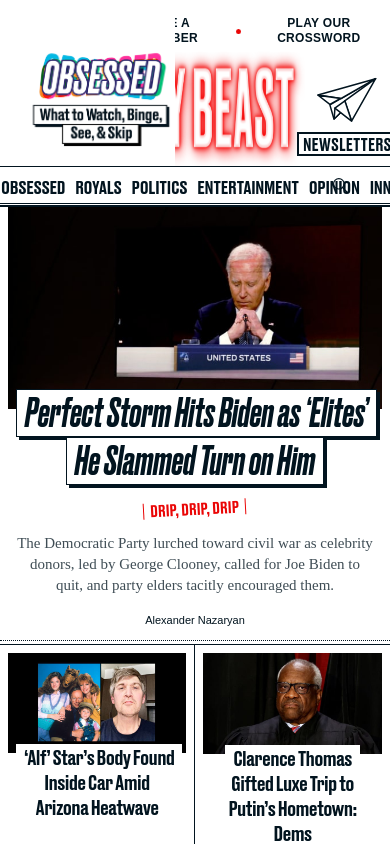 E A
BER
PLAY OUR
CROSSWORD
OBSESSED
What to Watch, Binge,
See, & Skip
Y BEAST
NEWSLETTERS
OBSESSED ROYALS POLITICS ENTERTAINMENT OPINION INN
UNITED STATES
Perfect Storm Hits Biden as ‘Elites’
He Slammed Turn on Him
DRIP, DRIP, DRIP
The Democratic Party lurched toward civil war as celebrity
donors, led by George Clooney, called for Joe Biden to
quit, and party elders tacitly encouraged them.
Alexander Nazaryan
‘Alf’ Star’s Body Found
Inside Car Amid
Arizona Heatwave
Clarence Thomas
Gifted Luxe Trip to
Putin’s Hometown:
Dems